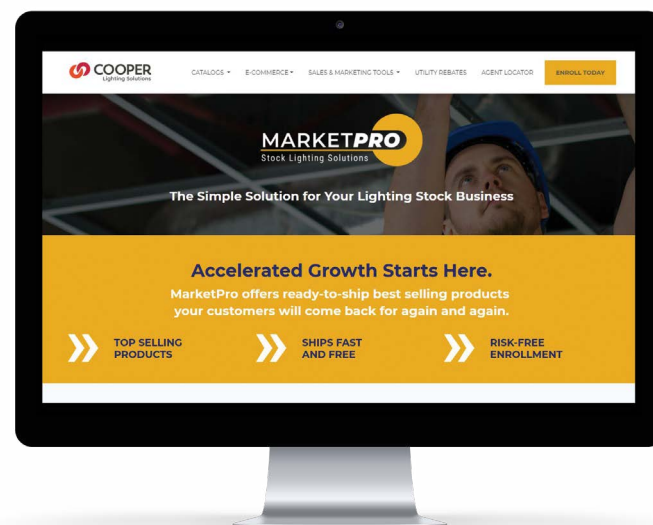 COOPER
Lighting Solutions
CATALOGS
E-COMMERCE
SALES & MARKETING TOOLS
UTILITY REBATES
AGENT LOCATOR
ENROLL TODAY
MARKETPRO
Stock Lighting Solutions
The Simple Solution for Your Lighting Stock Business
Accelerated Growth Starts Here.
MarketPro offers ready-to-ship best selling products
your customers will come back for again and again.
TOP SELLING
PRODUCTS
SHIPS FAST
AND FREE
RISK-FREE
ENROLLMENT